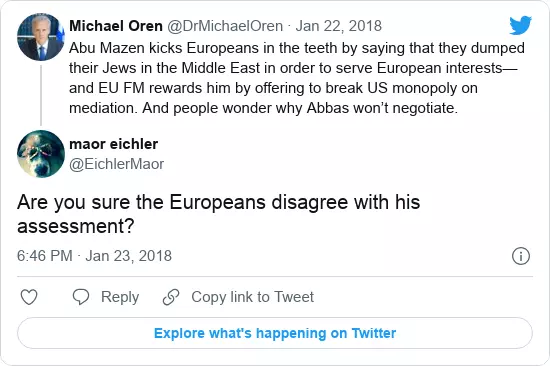 Michael Oren @DrMichaelOren · Jan 22, 2018
Abu Mazen kicks Europeans in the teeth by saying that they dumped
their Jews in the Middle East in order to serve European interests—
and EU FM rewards him by offering to break US monopoly on
mediation. And people wonder why Abbas won’t negotiate.
maor eichler
@EichlerMaor
Are you sure the Europeans disagree with his
assessment?
6:46 PM · Jan 23, 2018
Reply Copy link to Tweet
Explore what's happening on Twitter